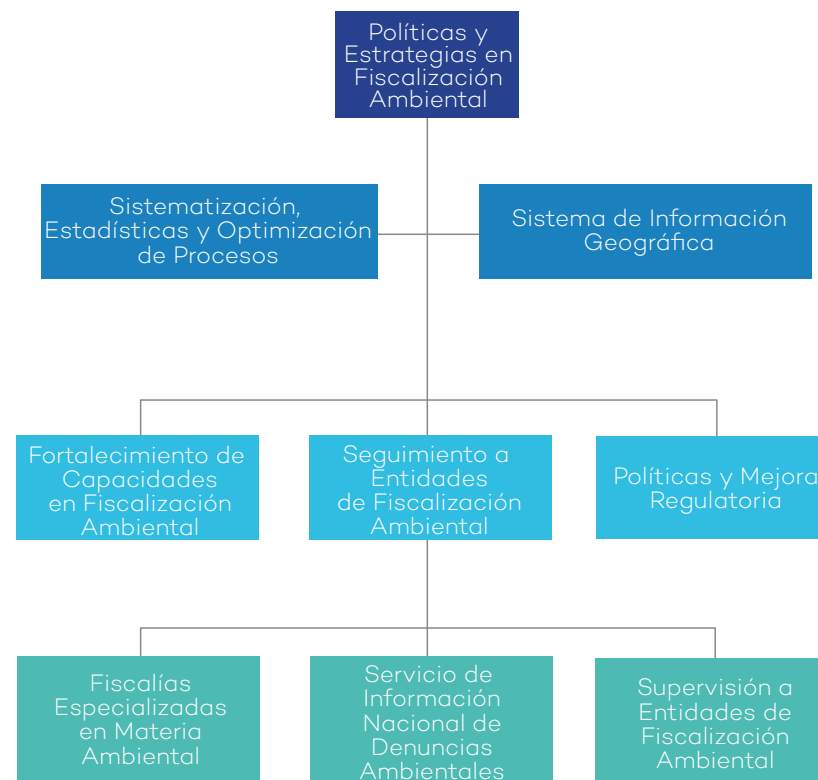 Políticas y
Estrategias en
Fiscalización
Ambiental
Sistematización,
Estadísticas y Optimización
de Procesos
Sistema de Información
Geográfica
Fortalecimiento de
Capacidades
en Fiscalización
Ambiental
Seguimiento a
Entidades
de Fiscalización
Ambiental
Políticas y Mejora
Regulatoria
Fiscalías
Especializadas
en Materia
Ambiental
Servicio de
Información
Nacional de
Denuncias
Ambientales
Supervisión a
Entidades de
Fiscalización
Ambiental